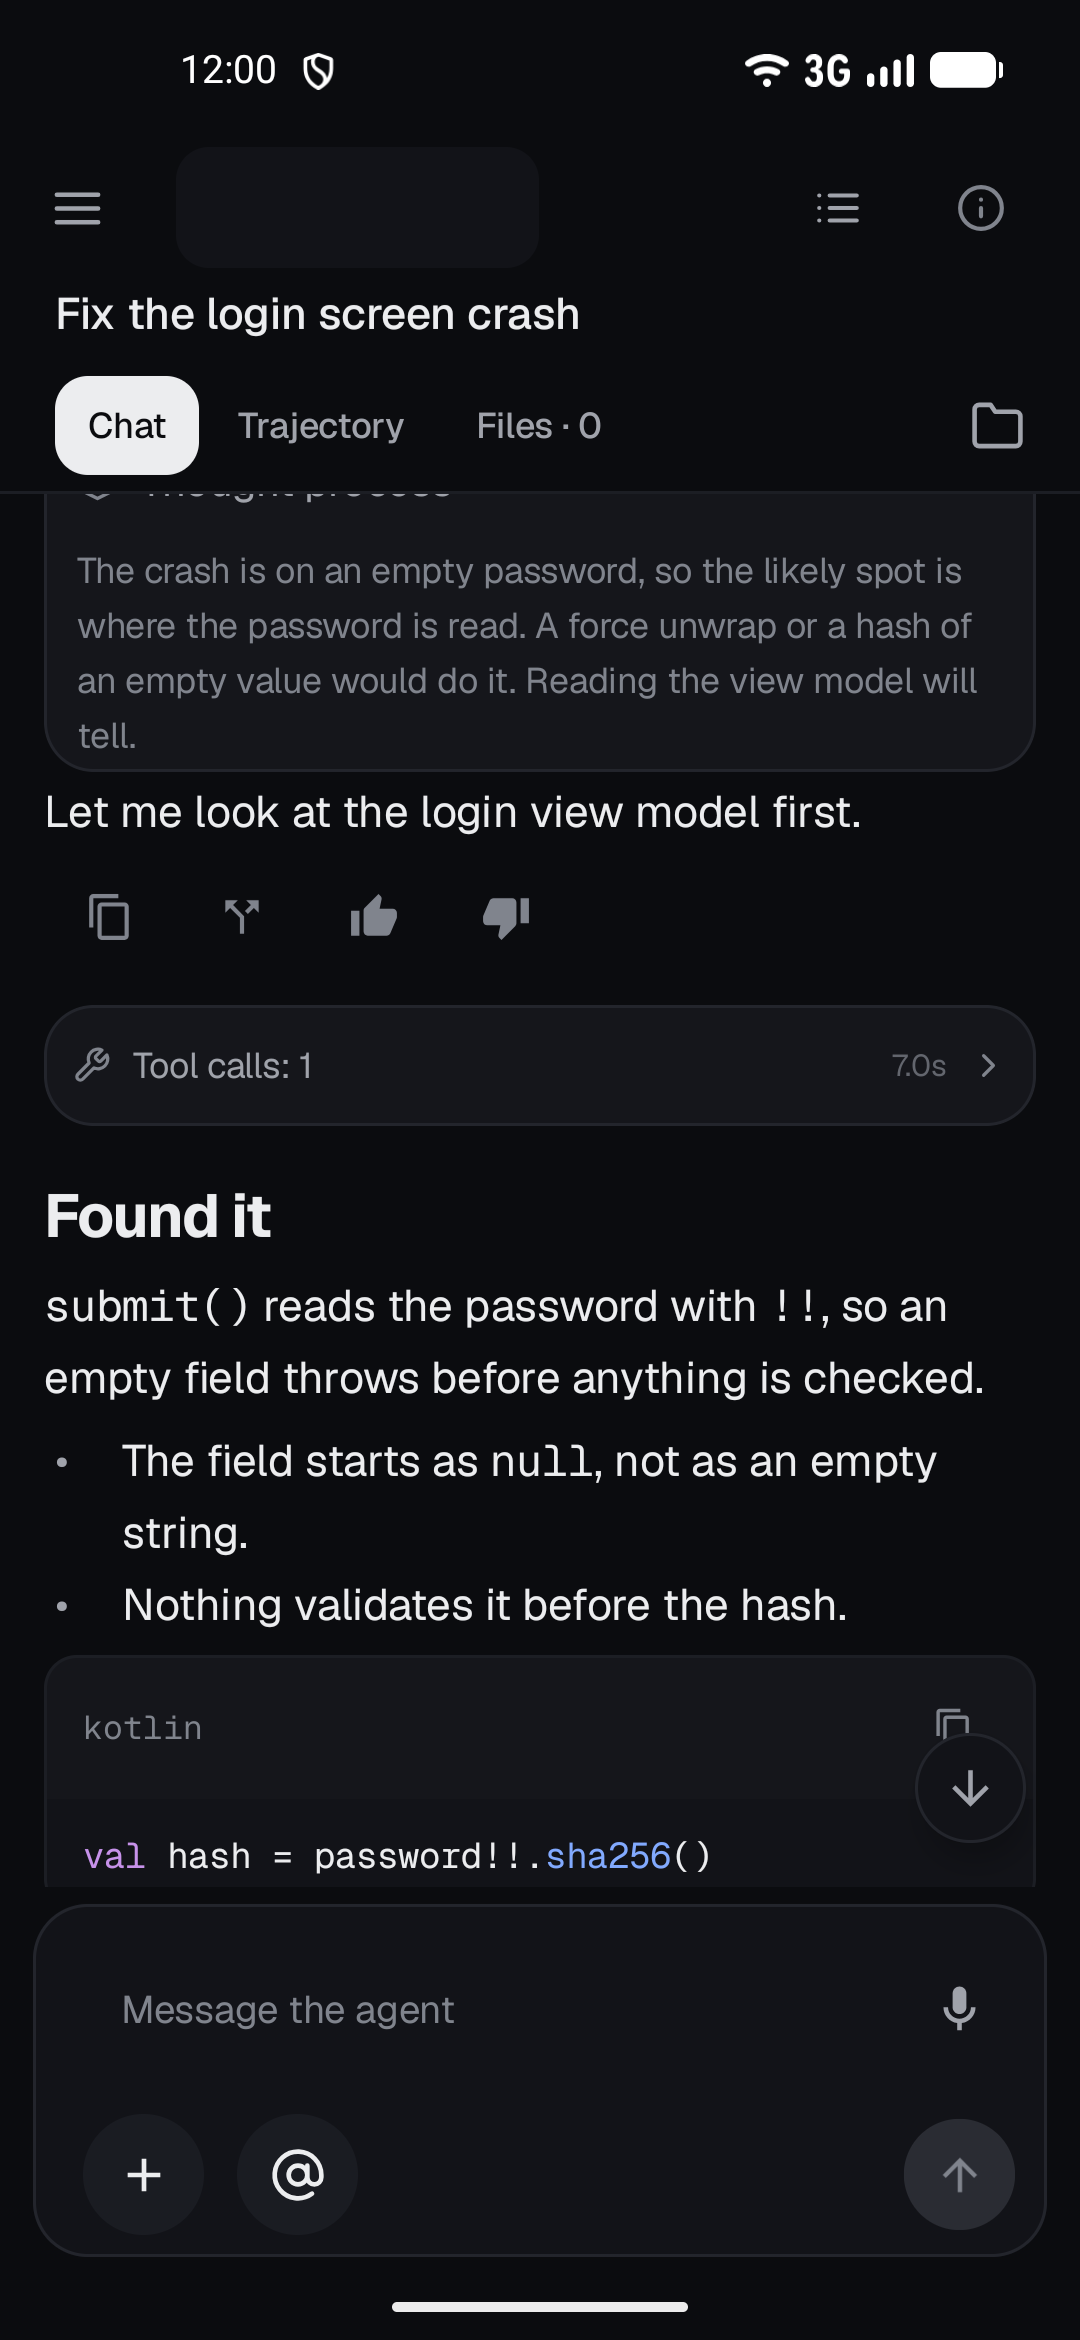 12:00
3G
Fix the login screen crash
Chat
Trajectory
Files · 0
Thought process
The crash is on an empty password, so the likely spot is
where the password is read. A force unwrap or a hash of
an empty value would do it. Reading the view model will
tell.
Let me look at the login view model first.
Tool calls: 1
7.0s
Found it
submit() reads the password with !!, so an
empty field throws before anything is checked.
• The field starts as null, not as an empty
string.
• Nothing validates it before the hash.
kotlin
val hash = password!!.sha256()
Message the agent